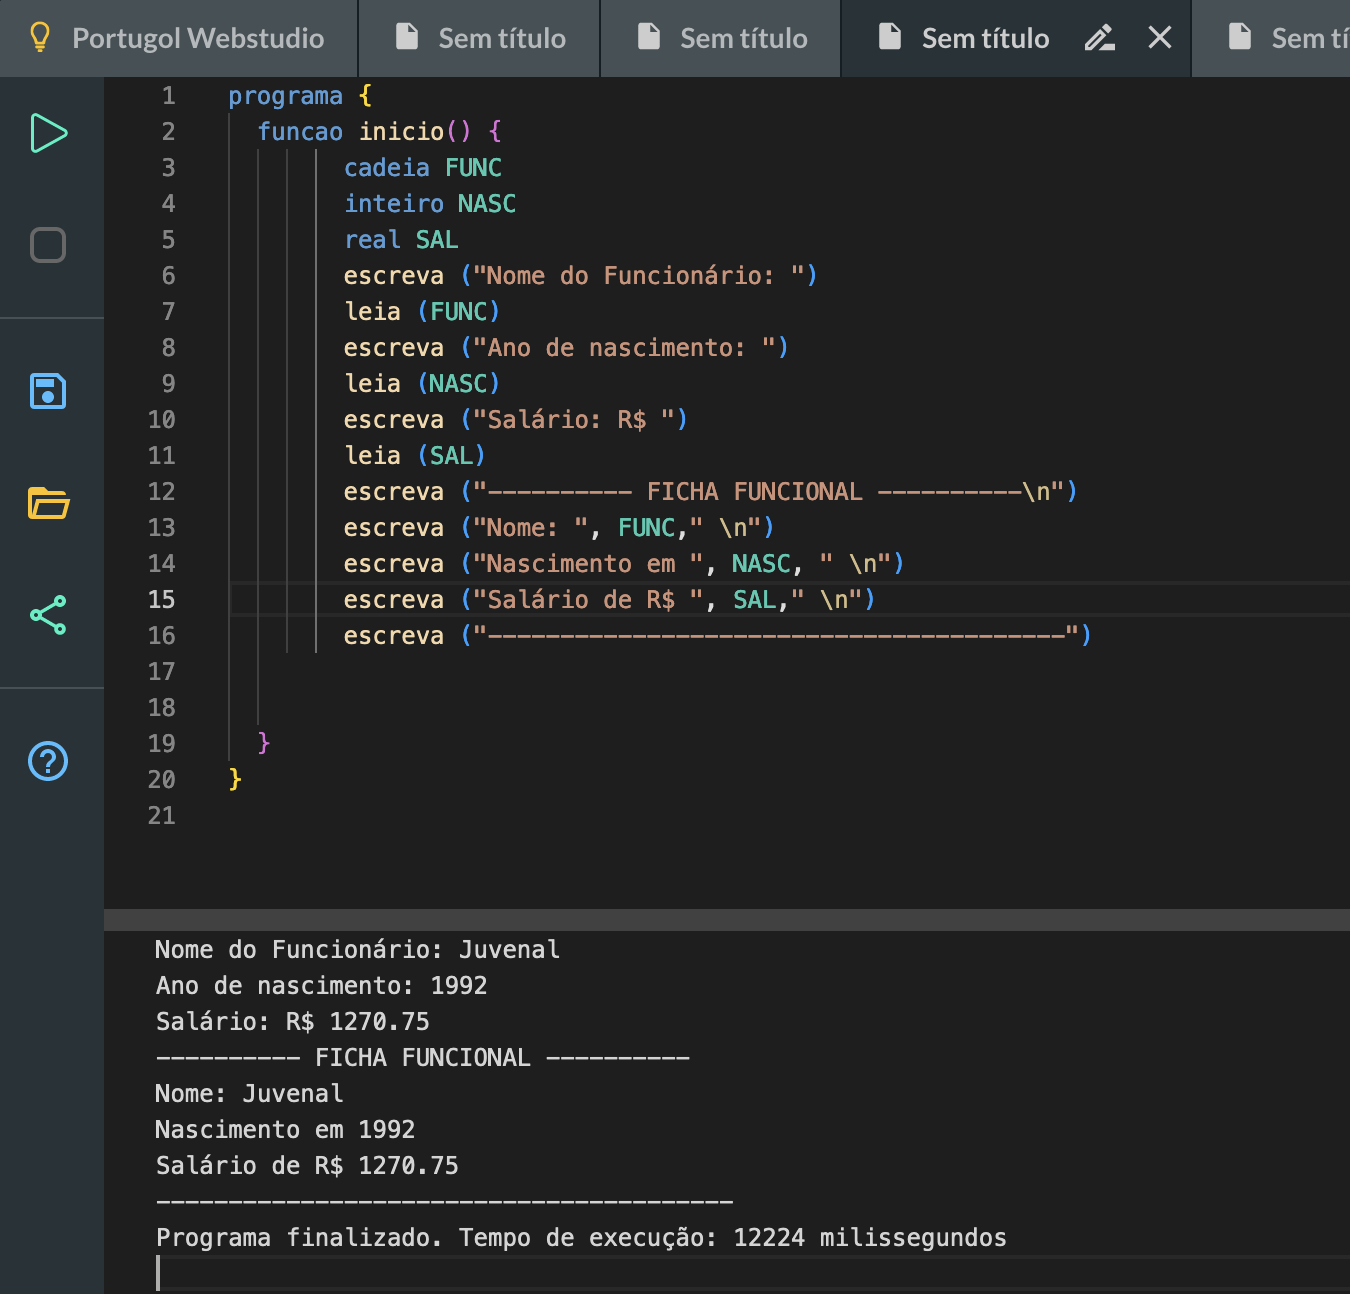 Portugol Webstudio Sem título Sem título Sem título Sem tí
1 programa {
2 funcao inicio() {
3 cadeia FUNC
4 inteiro NASC
5 real SAL
6 escreva ("Nome do Funcionário: ")
7 leia (FUNC)
8 escreva ("Ano de nascimento: ")
9 leia (NASC)
10 escreva ("Salário: R$ ")
11 leia (SAL)
12 escreva ("---------- FICHA FUNCIONAL ----------\n")
13 escreva ("Nome: ", FUNC," \n")
14 escreva ("Nascimento em ", NASC, " \n")
15 escreva ("Salário de R$ ", SAL," \n")
16 escreva ("----------------------------------------")
17
18
19 }
20 }
21
Nome do Funcionário: Juvenal
Ano de nascimento: 1992
Salário: R$ 1270.75
---------- FICHA FUNCIONAL ----------
Nome: Juvenal
Nascimento em 1992
Salário de R$ 1270.75
----------------------------------------
Programa finalizado. Tempo de execução: 12224 milissegundos